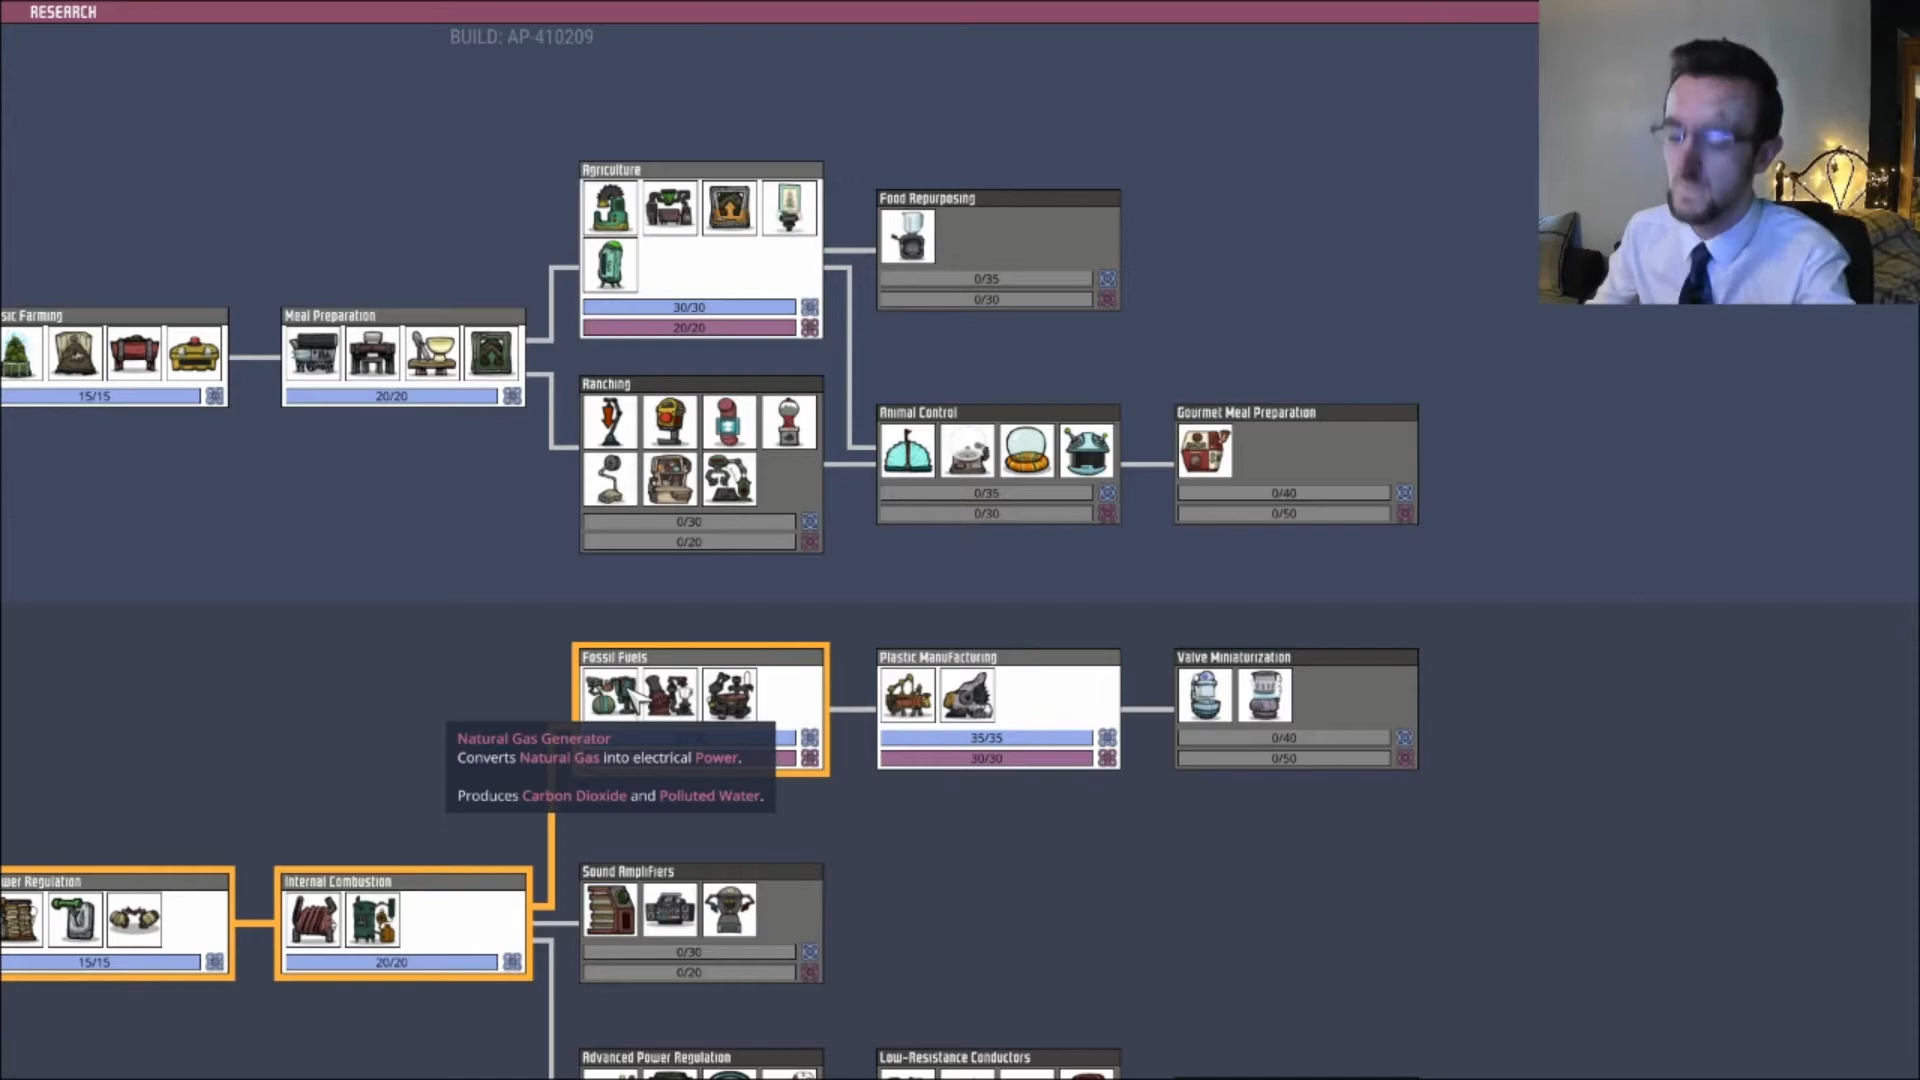 RESEARCH
BUILD: AP-410209
Agriculture
30/30
20/20
Food Repurposing
0/35
0/30
sic Farming
15/15
Meal Preparation
20/20
Ranching
0/30
0/20
Animal Control
0/35
0/30
Gourmet Meal Preparation
0/40
0/50
Fossil Fuels
Plastic Manufacturing
35/35
30/30
Valve Miniaturization
0/40
0/50
Natural Gas Generator
Converts Natural Gas into electrical Power.
Produces Carbon Dioxide and Polluted Water.
wer Regulation
15/15
Internal Combustion
20/20
Sound Amplifiers
0/30
0/20
Advanced Power Regulation
Low-Resistance Conductors